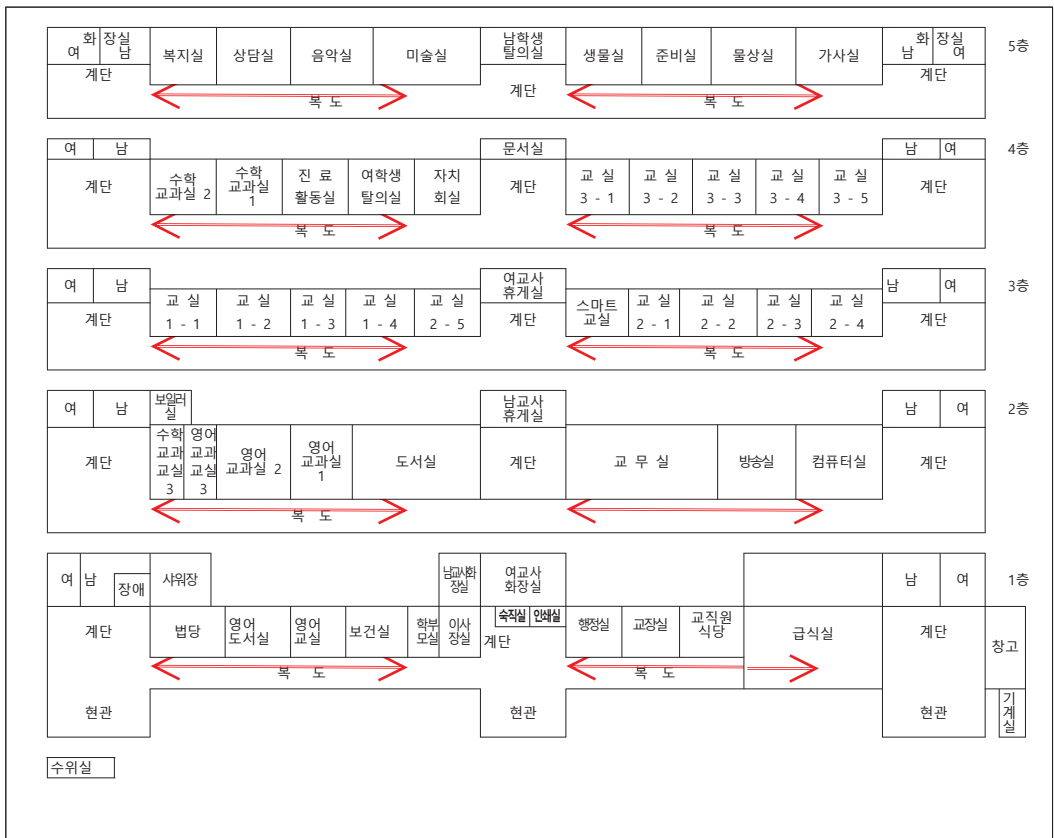 화 장실 남학생 화 장실 5층
여 남 복지실 상담실 음악실 미술실 탈의실 생물실 준비실 물상실 가사실 남 여
계단 계단 계단
복 도 복 도
여 남 문서실 남 여 4층
계단 수학 수학 진 료 여학생 자치 계단 교 실 교 실 교 실 교 실 교 실 계단
교과실 2 교과실 1 활동실 탈의실 회실 3 - 1 3 - 2 3 - 3 3 - 4 3 - 5
복 도 복 도
여 남 여교사 남 여 3층
휴게실
계단 교 실 교 실 교 실 교 실 교 실 계단 스마트 교 실 교 실 교 실 교 실 계단
1 - 1 1 - 2 1 - 3 1 - 4 2 - 5 교실 2 - 1 2 - 2 2 - 3 2 - 4
복 도 복 도
여 남 보일러 남교사 남 여 2층
실 휴게실
계단 수학 영어 영어 영어 도서실 계단 교 무 실 방송실 컴퓨터실 계단
교과 교과 교과실 2 교과실
교실 교실 1
3 3
복 도 복 도
여 남 샤워장 남교사화 여교사 남 여 1층
장애 장실 화장실
계단 법당 영어 영어 보건실 학부 이사 숙직실 인쇄실 행정실 교장실 교직원 급식실 계단 창고
도서실 교실 모실 장실 계단 식당
복 도 복 도
현관 현관 현관 기
계
실
수위실